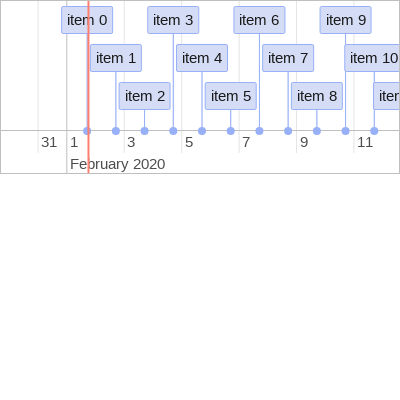 item 0 item 3 item 6 item 9
item 1 item 4 item 7 item 10
item 2 item 5 item 8
31 1 3 5 7 9 11
February 2020